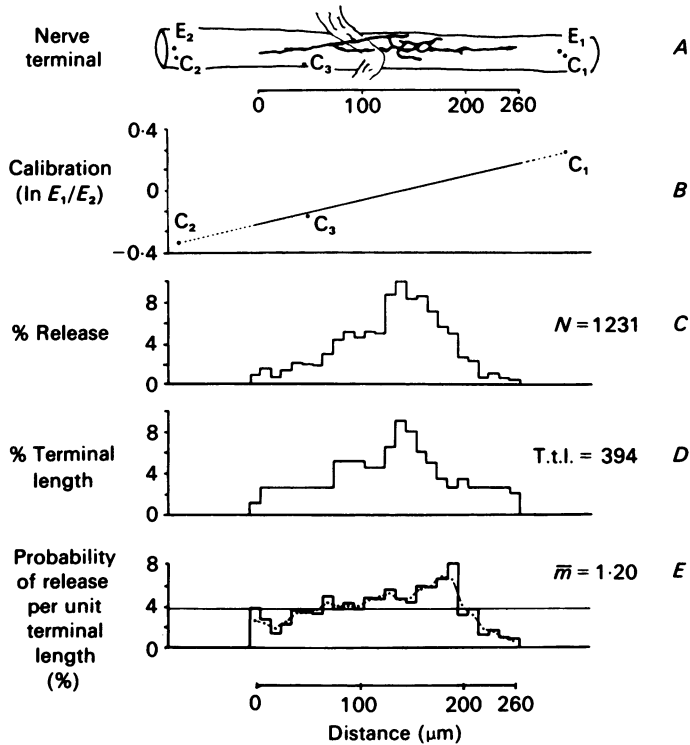 Nerve
terminal
E2
C2
C3
E1
C1
A
0 100 200 260
Calibration
(ln E1/E2)
0·4
0
−0·4
C2
C3
C1
B
% Release
8
4
0
N = 1231
C
% Terminal
length
8
4
0
T.t.l. = 394
D
Probability
of release
per unit
terminal
length
(%)
8
4
0
m̅ = 1·20
E
0 100 200 260
Distance (μm)